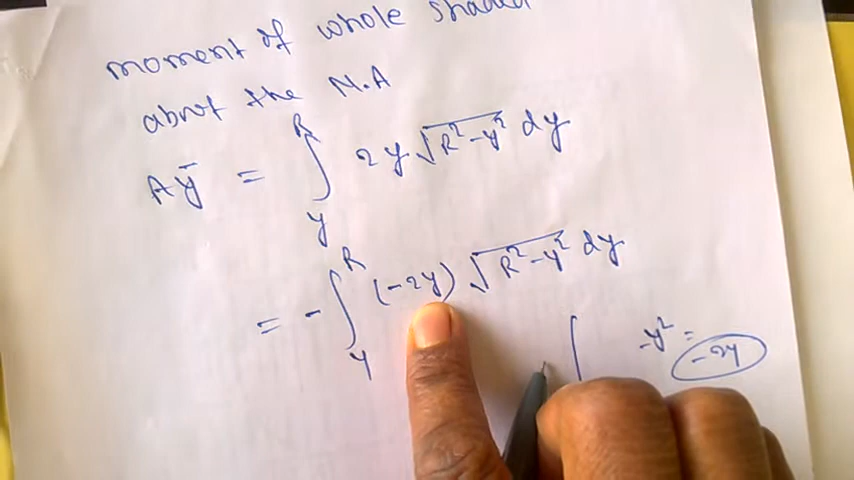 moment of whole shaded
about the N.A
Aȳ = ∫_y^R 2y √(R²-y²) dy
= - ∫_y^R (-2y) √(R²-y²) dy
-y² =
-2y